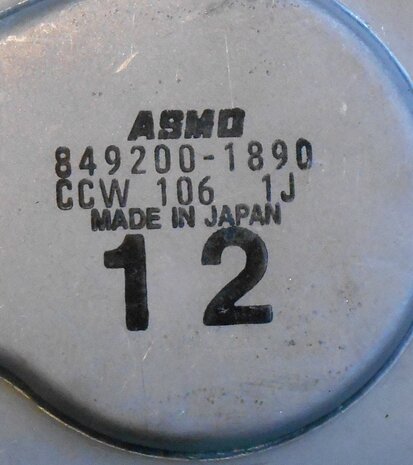 ASMO
849200-1890
CCW 106 1J
MADE IN JAPAN
12